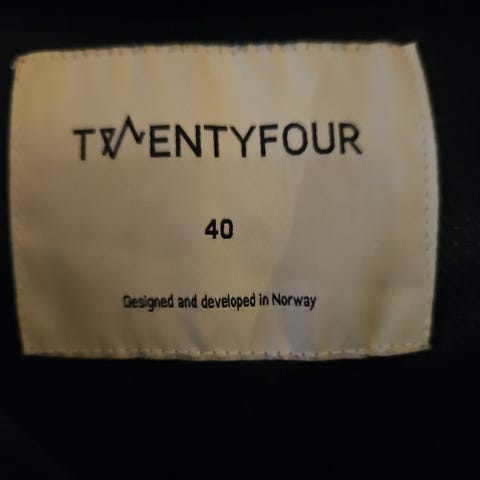 TWENTYFOUR
40
Designed and developed in Norway